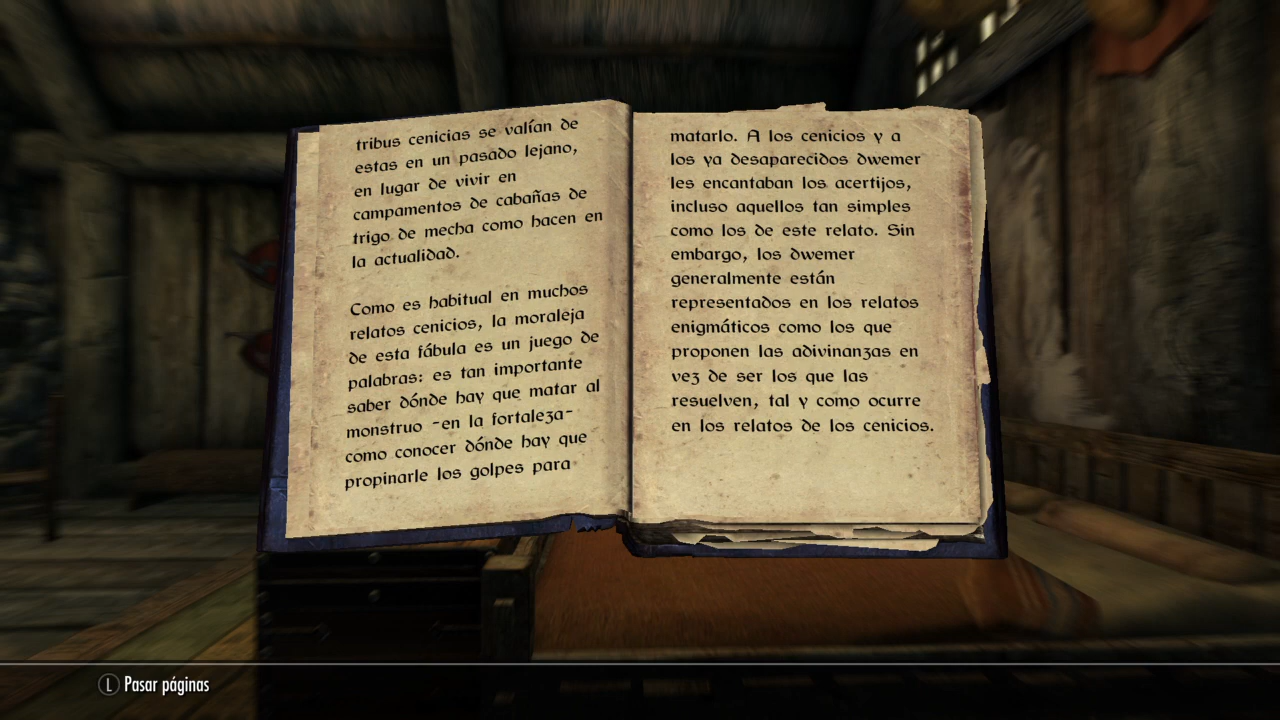 tribus cenicias se valían de
estas en un pasado lejano,
en lugar de vivir en
campamentos de cabañas de
trigo de mecha como hacen en
la actualidad.
Como es habitual en muchos
relatos cenicios, la moraleja
de esta fábula es un juego de
palabras: es tan importante
saber dónde hay que matar al
monstruo -en la fortaleza-
como conocer dónde hay que
propinarle los golpes para
matarlo. A los cenicios y a
los ya desaparecidos dwemer
les encantaban los acertijos,
incluso aquellos tan simples
como los de este relato. Sin
embargo, los dwemer
generalmente están
representados en los relatos
enigmáticos como los que
proponen las adivinanzas en
vez de ser los que las
resuelven, tal y como ocurre
en los relatos de los cenicios.
L Pasar páginas